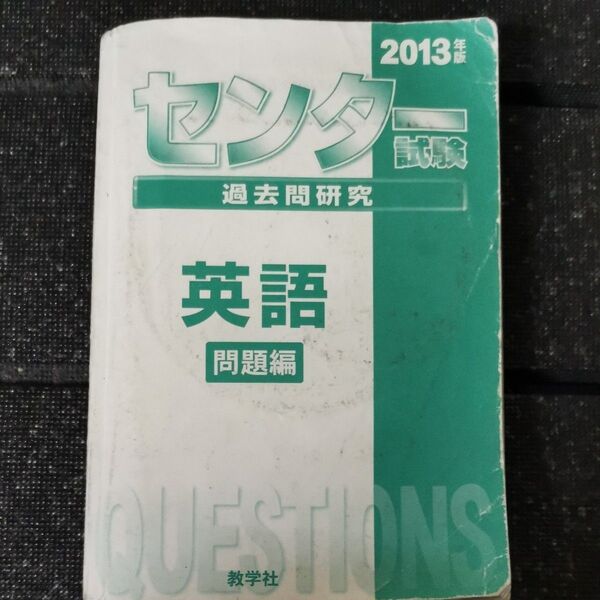 2013年版
センター
試験
過去問研究
英語
問題編
QUESTIONS
教学社